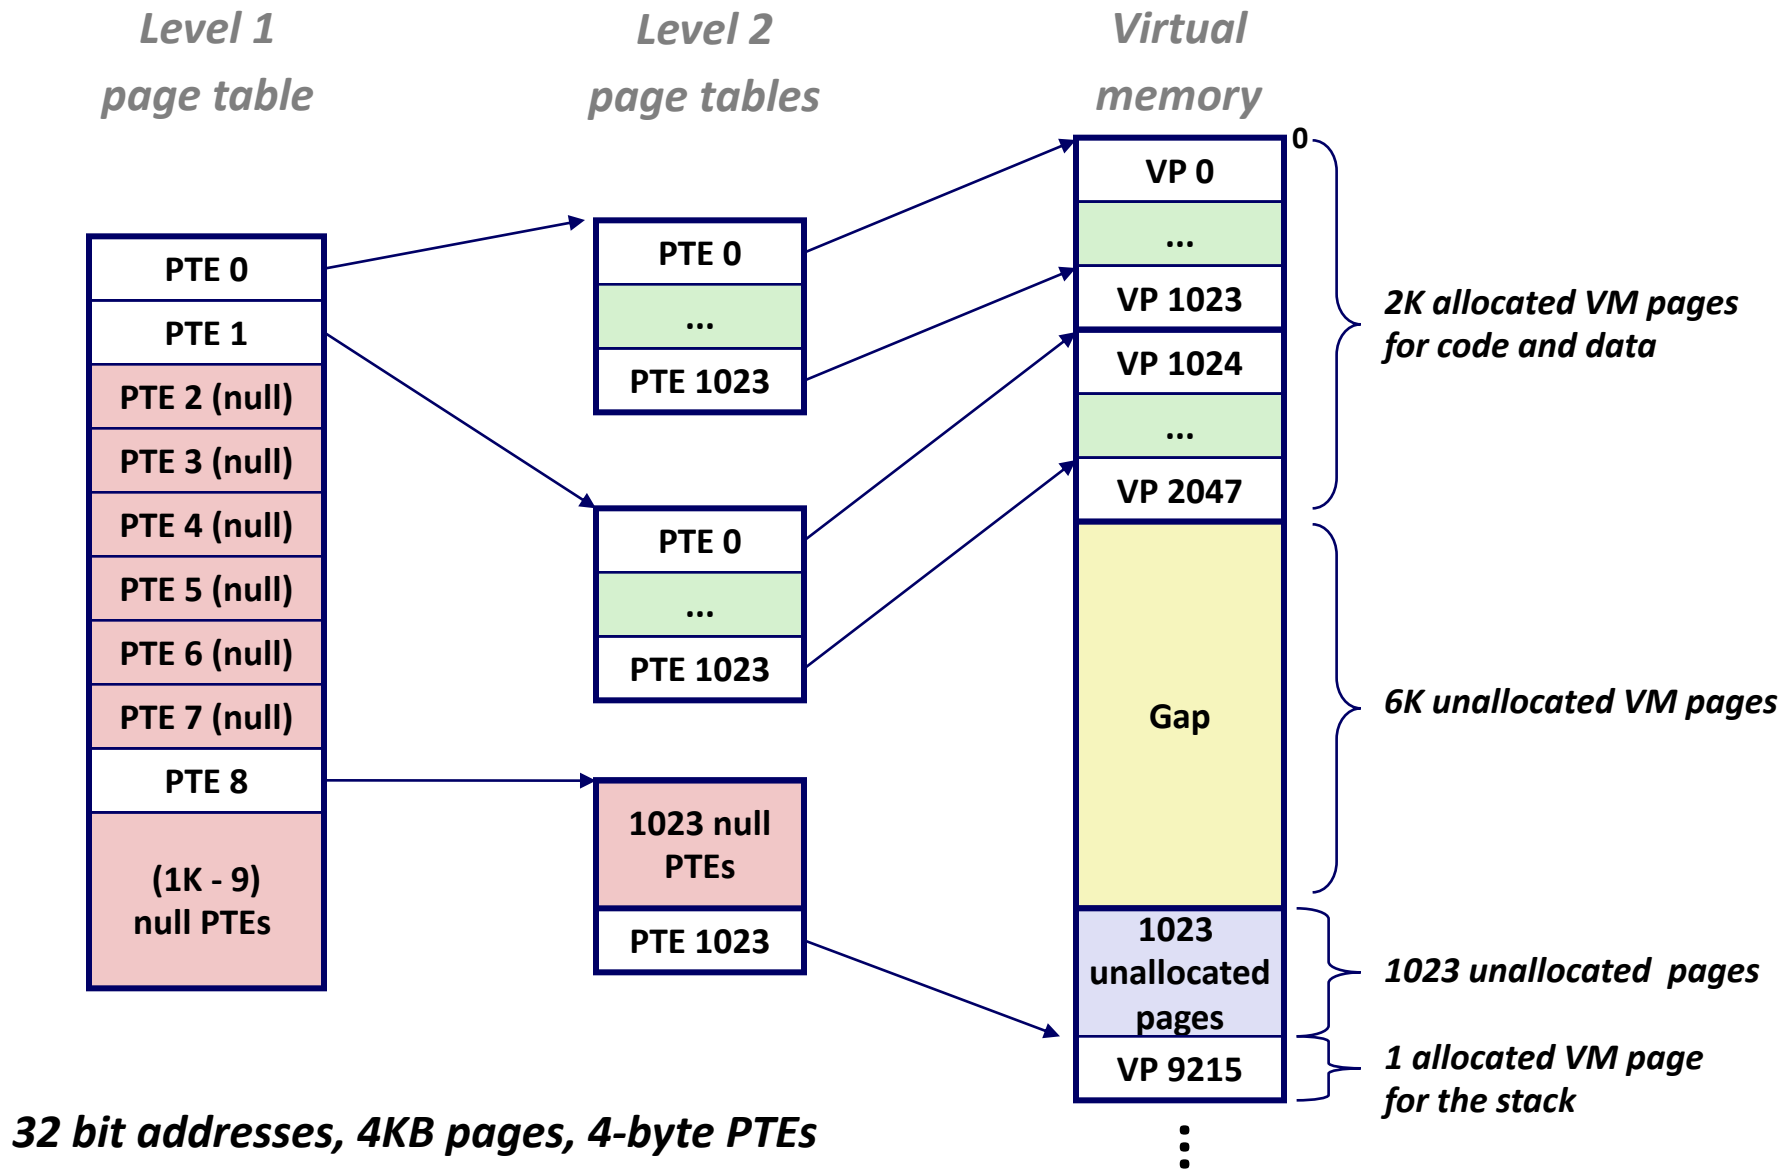 Level 1
page table
Level 2
page tables
Virtual
memory
PTE 0
PTE 1
PTE 2 (null)
PTE 3 (null)
PTE 4 (null)
PTE 5 (null)
PTE 6 (null)
PTE 7 (null)
PTE 8
(1K - 9)
null PTEs
PTE 0
...
PTE 1023
PTE 0
...
PTE 1023
1023 null
PTEs
PTE 1023
0
VP 0
...
VP 1023
VP 1024
...
VP 2047
Gap
1023
unallocated
pages
VP 9215
2K allocated VM pages
for code and data
6K unallocated VM pages
1023 unallocated  pages
1 allocated VM page
for the stack
32 bit addresses, 4KB pages, 4-byte PTEs